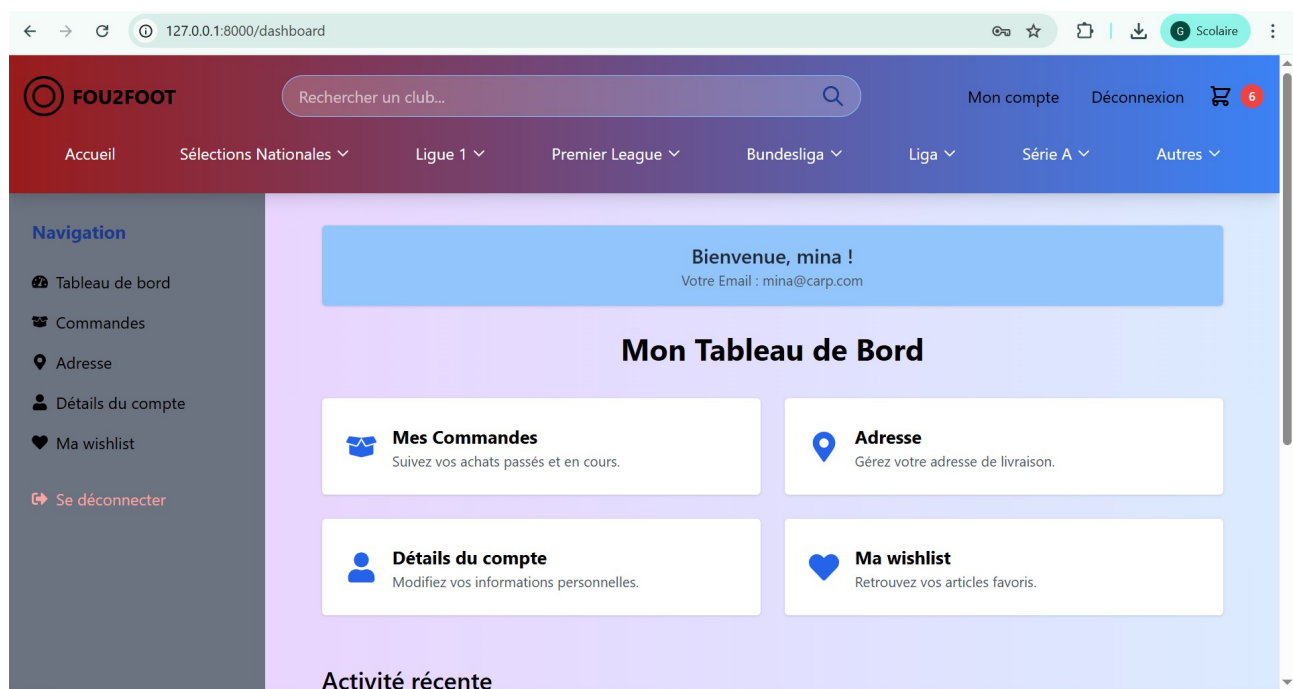 127.0.0.1:8000/dashboard
G Scolaire
FOU2FOOT
Rechercher un club...
Mon compte
Déconnexion
6
Accueil
Sélections Nationales
Ligue 1
Premier League
Bundesliga
Liga
Série A
Autres
Navigation
Tableau de bord
Commandes
Adresse
Détails du compte
Ma wishlist
Se déconnecter
Bienvenue, mina !
Votre Email : mina@carp.com
Mon Tableau de Bord
Mes Commandes
Suivez vos achats passés et en cours.
Adresse
Gérez votre adresse de livraison.
Détails du compte
Modifiez vos informations personnelles.
Ma wishlist
Retrouvez vos articles favoris.
Activité récente